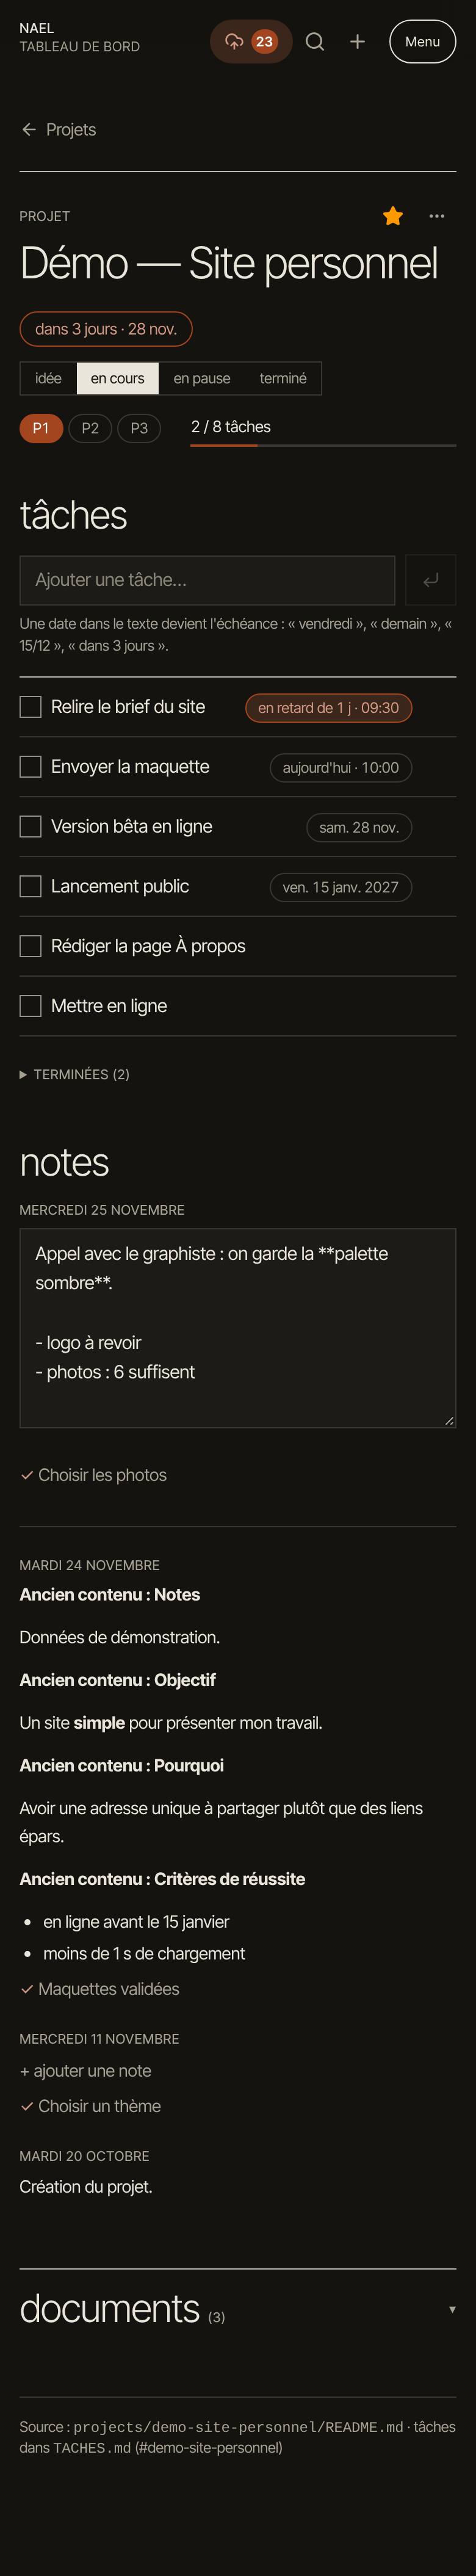 NAEL
TABLEAU DE BORD
23
Menu
← Projets
PROJET
Démo — Site personnel
dans 3 jours · 28 nov.
idée
en cours
en pause
terminé
P1
P2
P3
2 / 8 tâches
tâches
Ajouter une tâche...
Une date dans le texte devient l'échéance : « vendredi », « demain », «
15/12 », « dans 3 jours ».
Relire le brief du site
en retard de 1 j · 09:30
Envoyer la maquette
aujourd'hui · 10:00
Version bêta en ligne
sam. 28 nov.
Lancement public
ven. 15 janv. 2027
Rédiger la page À propos
Mettre en ligne
▶ TERMINÉES (2)
notes
MERCREDI 25 NOVEMBRE
Appel avec le graphiste : on garde la **palette
sombre**.
- logo à revoir
- photos : 6 suffisent
✓ Choisir les photos
MARDI 24 NOVEMBRE
Ancien contenu : Notes
Données de démonstration.
Ancien contenu : Objectif
Un site simple pour présenter mon travail.
Ancien contenu : Pourquoi
Avoir une adresse unique à partager plutôt que des liens
épars.
Ancien contenu : Critères de réussite
• en ligne avant le 15 janvier
• moins de 1 s de chargement
✓ Maquettes validées
MERCREDI 11 NOVEMBRE
+ ajouter une note
✓ Choisir un thème
MARDI 20 OCTOBRE
Création du projet.
documents (3)
Source : projects/demo-site-personnel/README.md · tâches
dans TACHES.md (#demo-site-personnel)